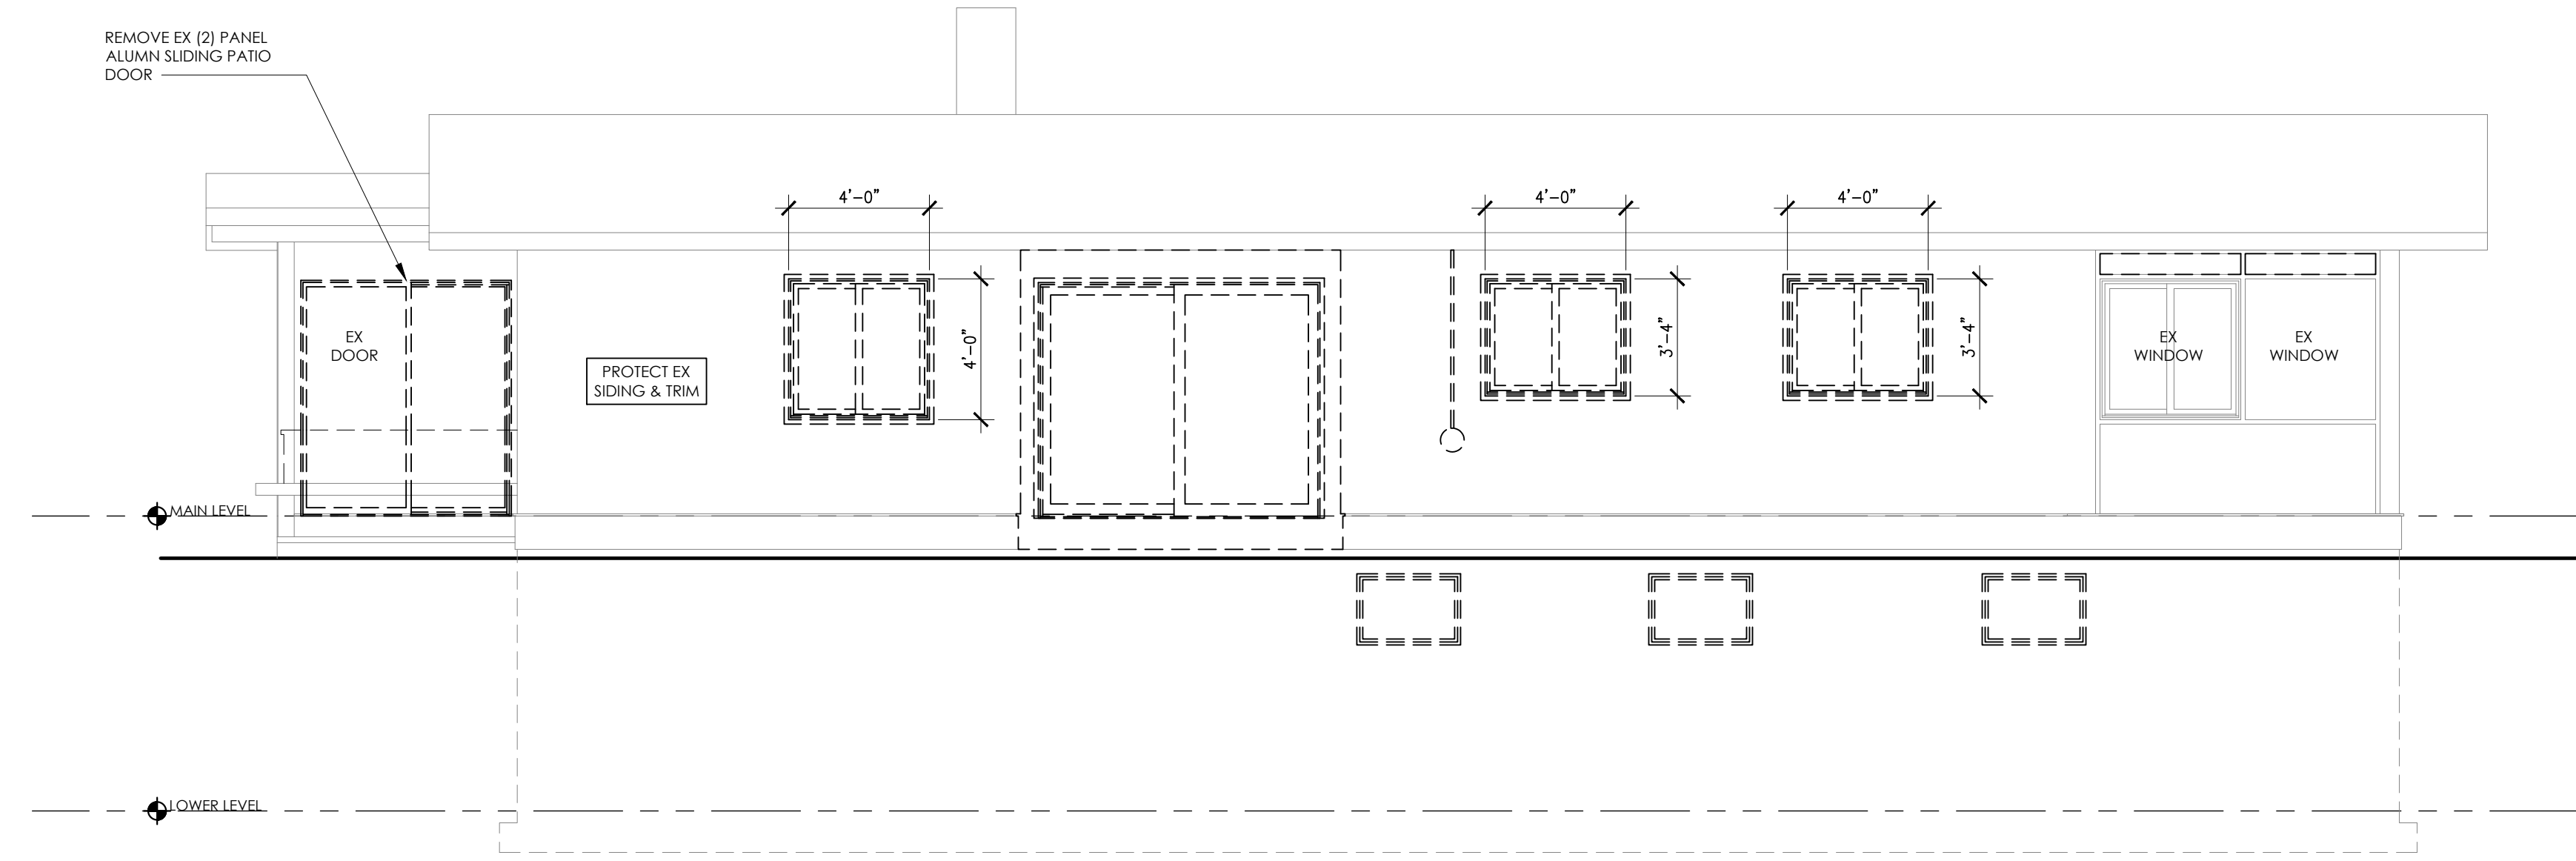 REMOVE EX (2) PANEL
ALUMN SLIDING PATIO
DOOR
4'-0"
4'-0"
4'-0"
EX
DOOR
PROTECT EX
SIDING & TRIM
4'-0"
3'-4"
3'-4"
EX
WINDOW
EX
WINDOW
MAIN LEVEL
LOWER LEVEL